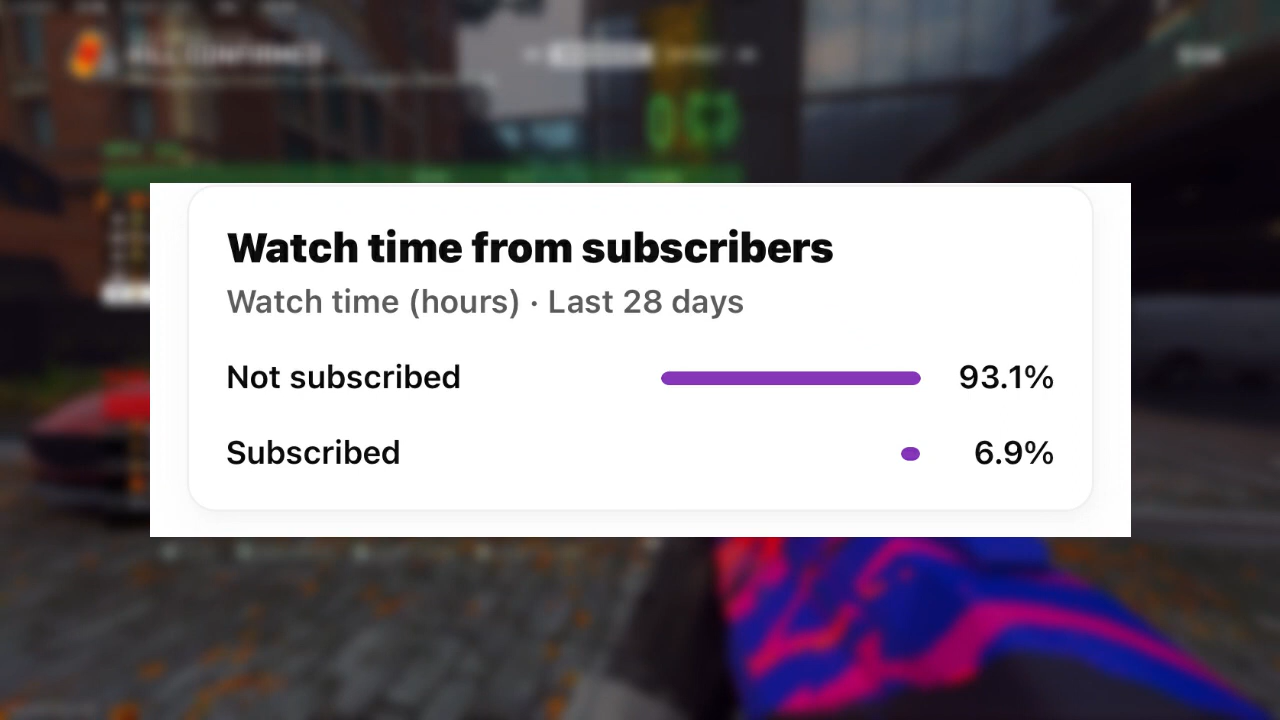 Watch time from subscribers
Watch time (hours) · Last 28 days
Not subscribed 93.1%
Subscribed 6.9%